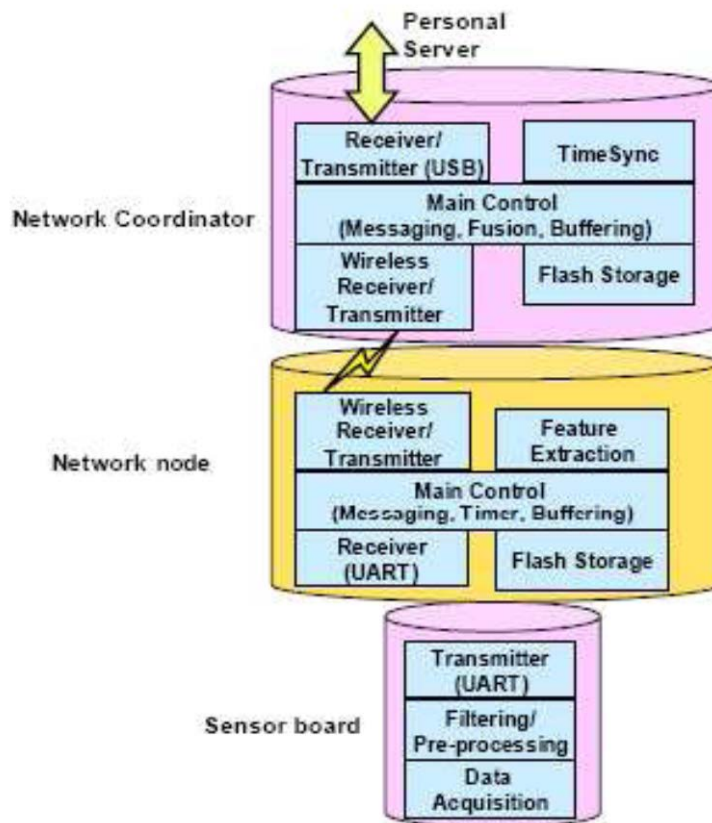 Personal
Server
Receiver/
Transmitter (USB)
TimeSync
Network Coordinator
Main Control
(Messaging, Fusion, Buffering)
Wireless
Receiver/
Transmitter
Flash Storage
Network node
Wireless
Receiver/
Transmitter
Feature
Extraction
Main Control
(Messaging, Timer, Buffering)
Receiver
(UART)
Flash Storage
Sensor board
Transmitter
(UART)
Filtering/
Pre-processing
Data
Acquisition